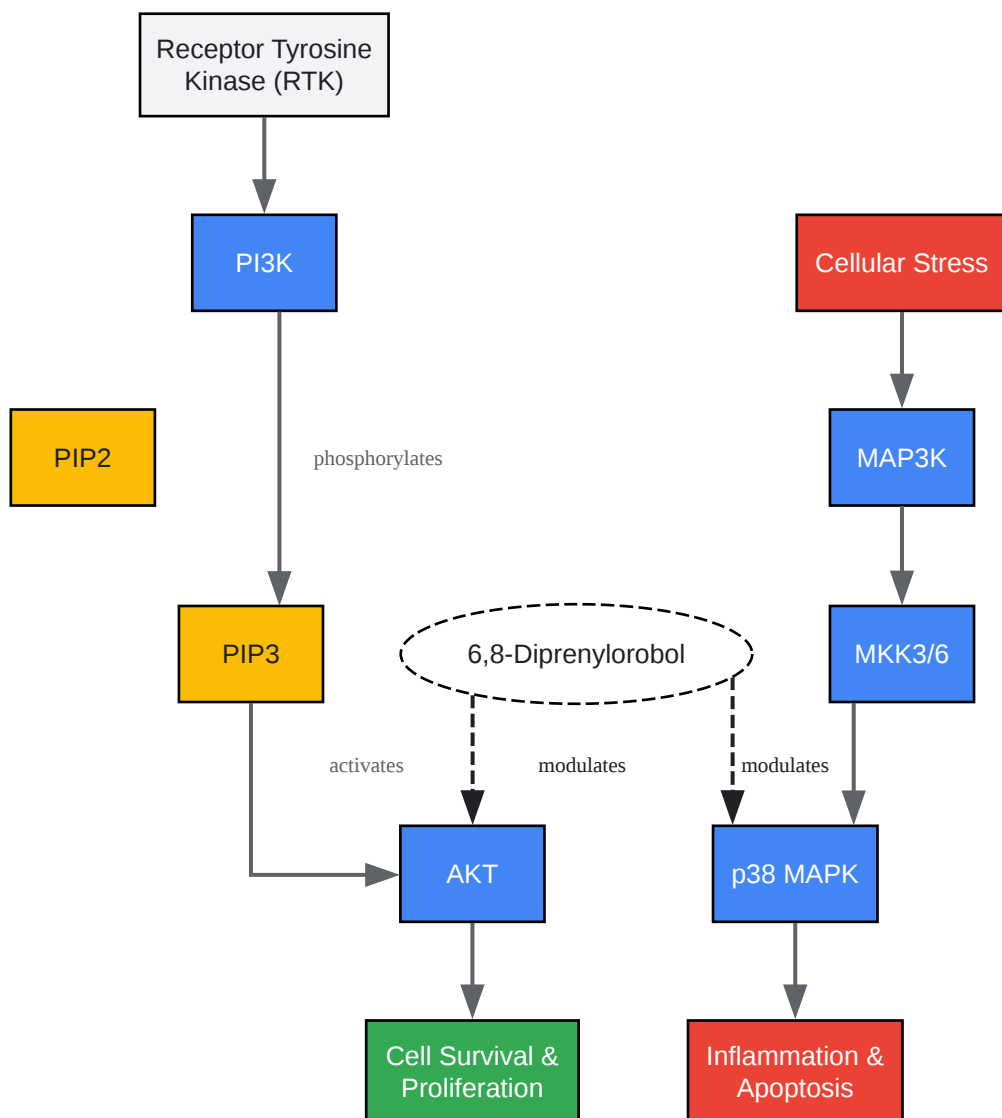 Receptor Tyrosine
Kinase (RTK)
PI3K
Cellular Stress
PIP2
phosphorylates
MAP3K
PIP3
6,8-Diprenylorobol
MKK3/6
activates
modulates
modulates
AKT
p38 MAPK
Cell Survival &
Proliferation
Inflammation &
Apoptosis